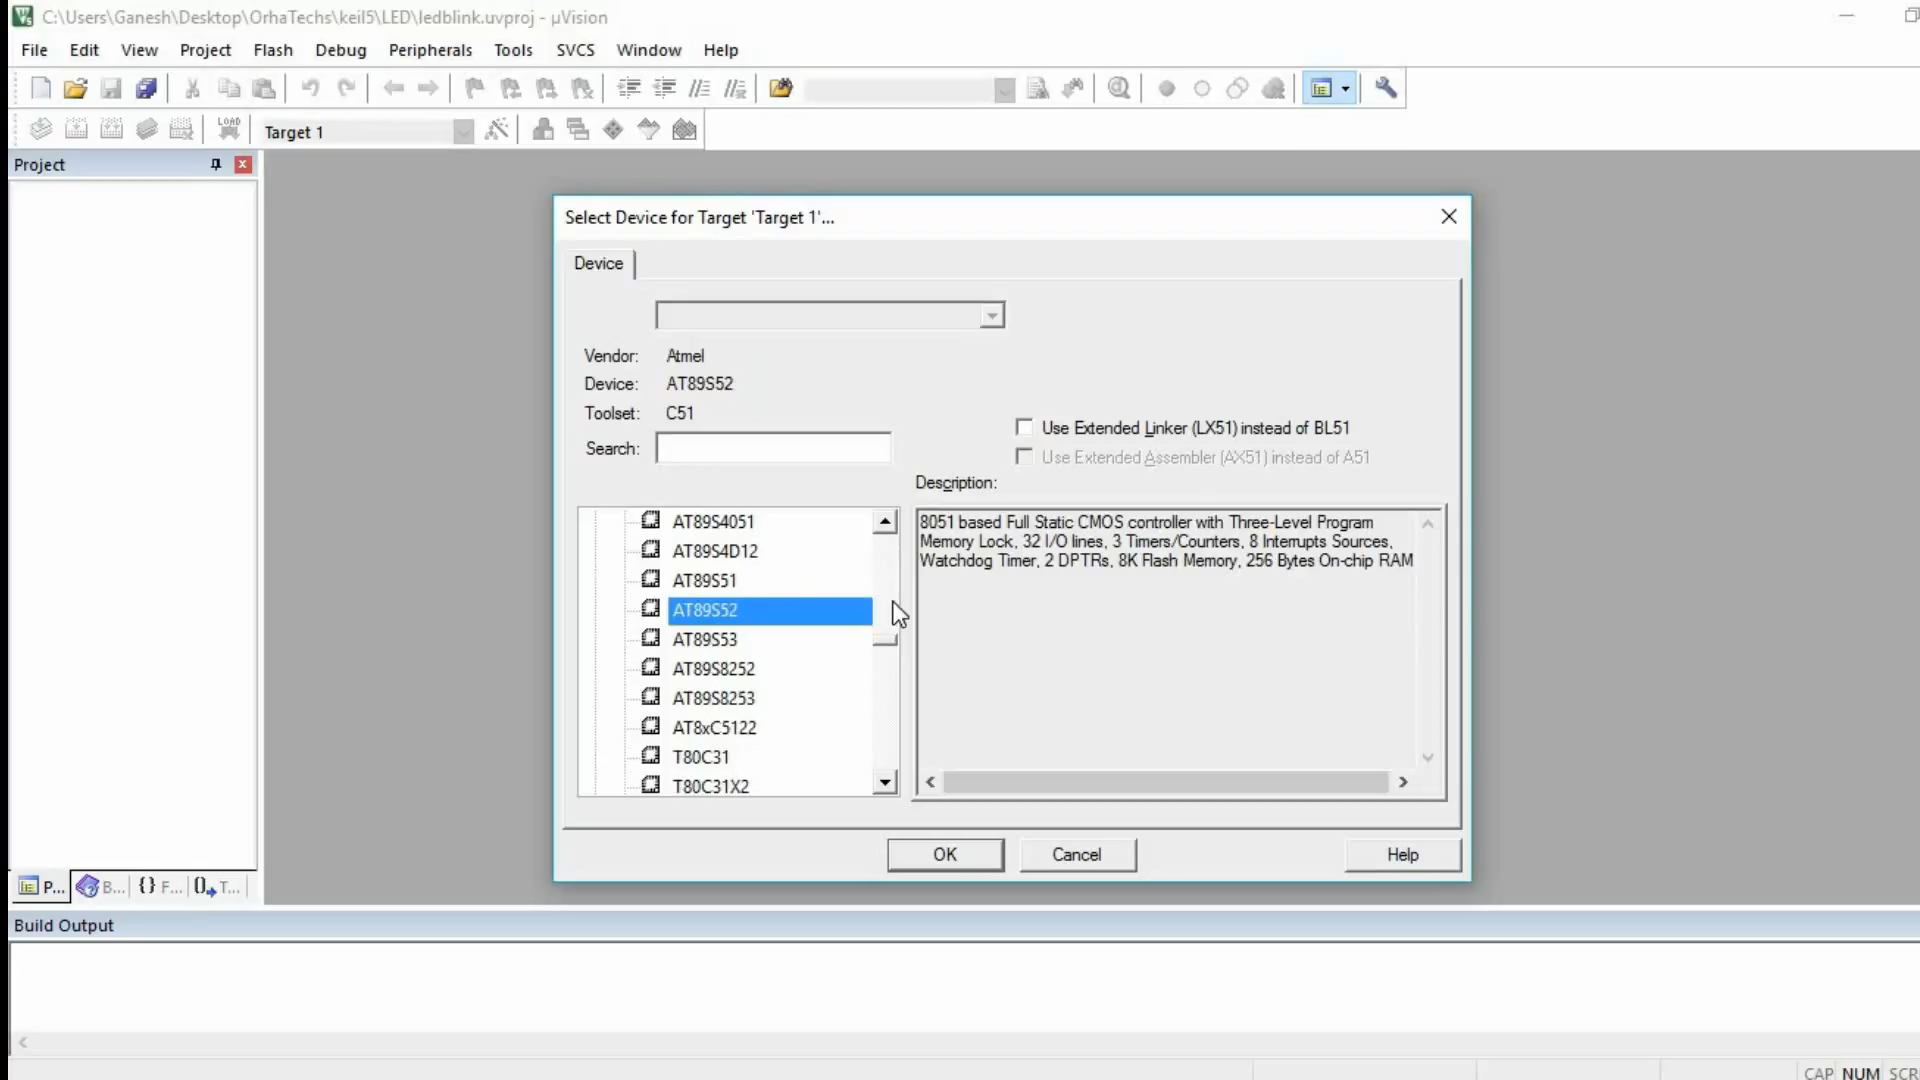 C:\Users\Ganesh\Desktop\OrhaTechs\keil5\LED\ledblink.uvproj - µVision
File Edit View Project Flash Debug Peripherals Tools SVCS Window Help
LOAD
Target 1
Project
Select Device for Target 'Target 1'...
Device
Vendor: Atmel
Device: AT89S52
Toolset: C51
Search:
Use Extended Linker (LX51) instead of BL51
Use Extended Assembler (AX51) instead of A51
Description:
AT89S4051
AT89S4D12
AT89S51
AT89S52
AT89S53
AT89S8252
AT89S8253
AT8xC5122
T80C31
T80C31X2
8051 based Full Static CMOS controller with Three-Level Program
Memory Lock, 32 I/O lines, 3 Timers/Counters, 8 Interrupts Sources,
Watchdog Timer, 2 DPTRs, 8K Flash Memory, 256 Bytes On-chip RAM
OK Cancel Help
P... B... {} F... 0 T...
Build Output
CAP NUM SCR